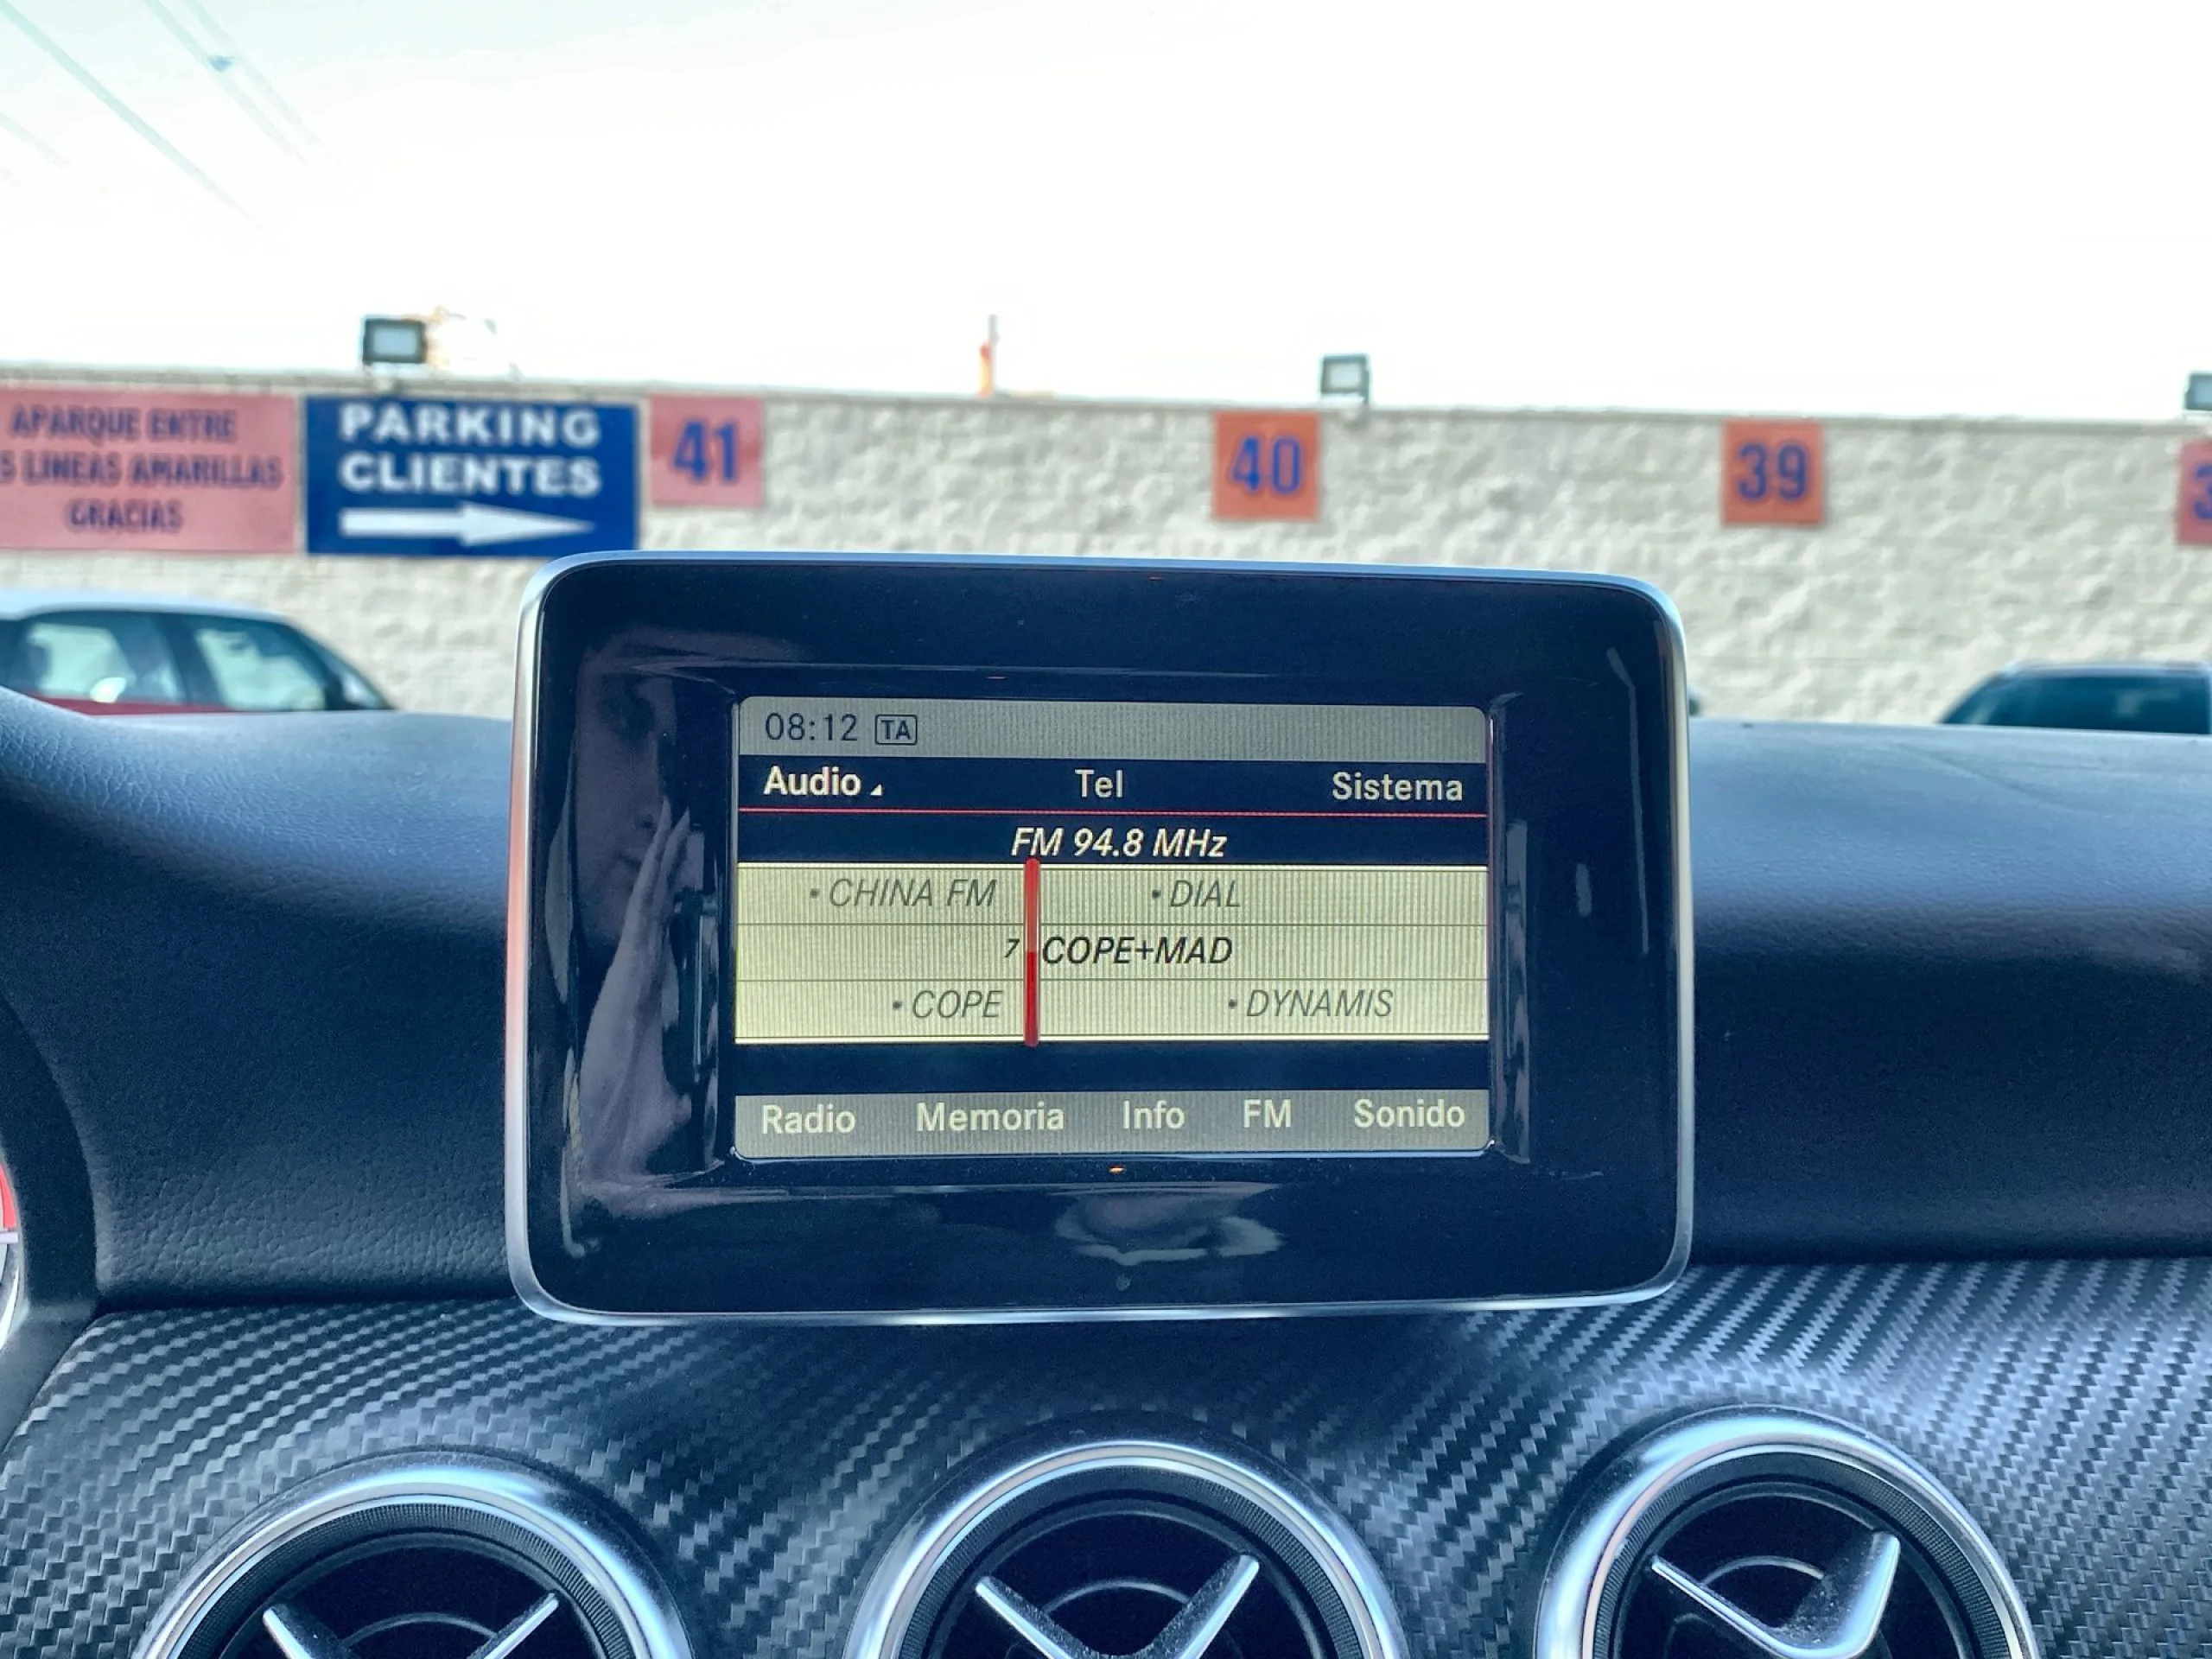 APARQUE ENTRE
LINEAS AMARILLAS
GRACIAS
PARKING
CLIENTES
41
40
39
08:12 TA
Audio Tel Sistema
FM 94.8 MHz
• CHINA FM • DIAL
7 COPE+MAD
• COPE • DYNAMIS
Radio Memoria Info FM Sonido